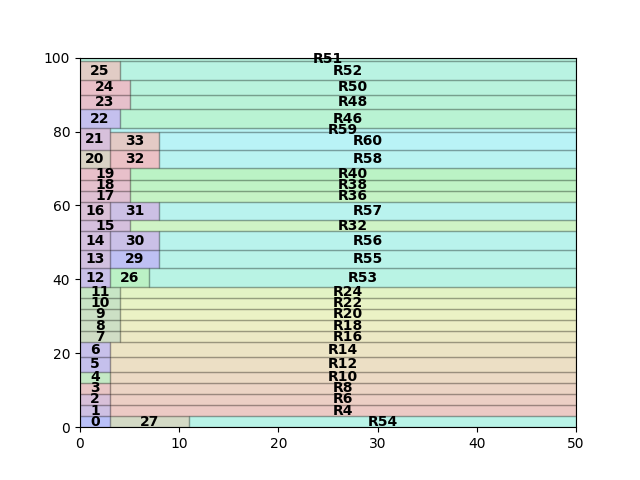 R51
100
25 R52
24 R50
23 R48
22 R46
R59
80
21 33 R60
20 32 R58
19 R40
18 R38
17 R36
60
16 31 R57
15 R32
14 30 R56
13 29 R55
40
12 26 R53
11 R24
10 R22
9 R20
8 R18
7 R16
6 R14
20
5 R12
4 R10
3 R8
2 R6
1 R4
0
0 27 R54
0 10 20 30 40 50